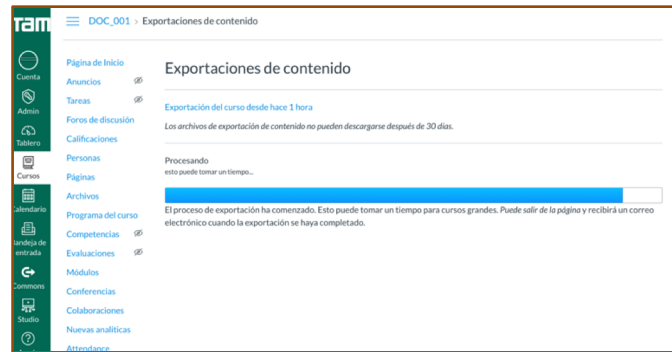 Tam
DOC_001 > Exportaciones de contenido
Cuenta
Admin
Tablero
Cursos
Calendario
entrada
Commons
Studio
Página de Inicio
Anuncios
Tareas
Foros de discusión
Calificaciones
Personas
Páginas
Archivos
Programa del curso
Competencias
Evaluaciones
Módulos
Conferencias
Colaboraciones
Nuevas analíticas
Attendance
Exportaciones de contenido
Exportación del curso desde hace 1 hora
Los archivos de exportación de contenido no pueden descargarse después de 30 días.
Procesando
esto puede tomar un tiempo...
El proceso de exportación ha comenzado. Esto puede tomar un tiempo para cursos grandes. Puede salir de la página y recibirá un correo
electrónico cuando la exportación se haya completado.